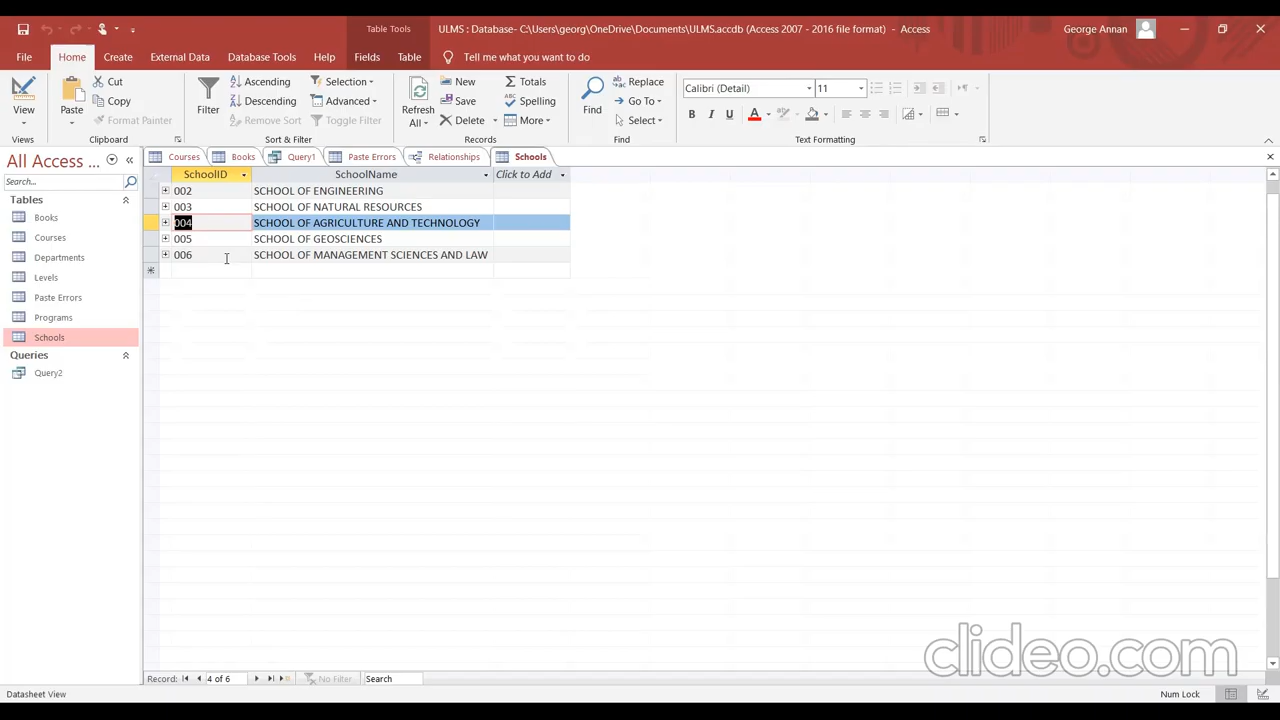 Table Tools
ULMS : Database- C:\Users\georg\OneDrive\Documents\ULMS.accdb (Access 2007 - 2016 file format) - Access
George Annan
File Home Create External Data Database Tools Help Fields Table Tell me what you want to do
View
Views
Paste
Cut
Copy
Format Painter
Clipboard
Filter
Ascending
Descending
Remove Sort
Selection
Advanced
Toggle Filter
Sort & Filter
Refresh All
New
Save
Delete
Totals
Spelling
More
Records
Find
Replace
Go To
Select
Find
Calibri (Detail) 11
B I U A
Text Formatting
All Access ...
Search...
Tables
Books
Courses
Departments
Levels
Paste Errors
Programs
Schools
Queries
Query2
Courses Books Query1 Paste Errors Relationships Schools
SchoolID SchoolName Click to Add
002 SCHOOL OF ENGINEERING
003 SCHOOL OF NATURAL RESOURCES
004 SCHOOL OF AGRICULTURE AND TECHNOLOGY
005 SCHOOL OF GEOSCIENCES
006 SCHOOL OF MANAGEMENT SCIENCES AND LAW
clideo.com
Record: 4 of 6 No Filter Search
Datasheet View Num Lock